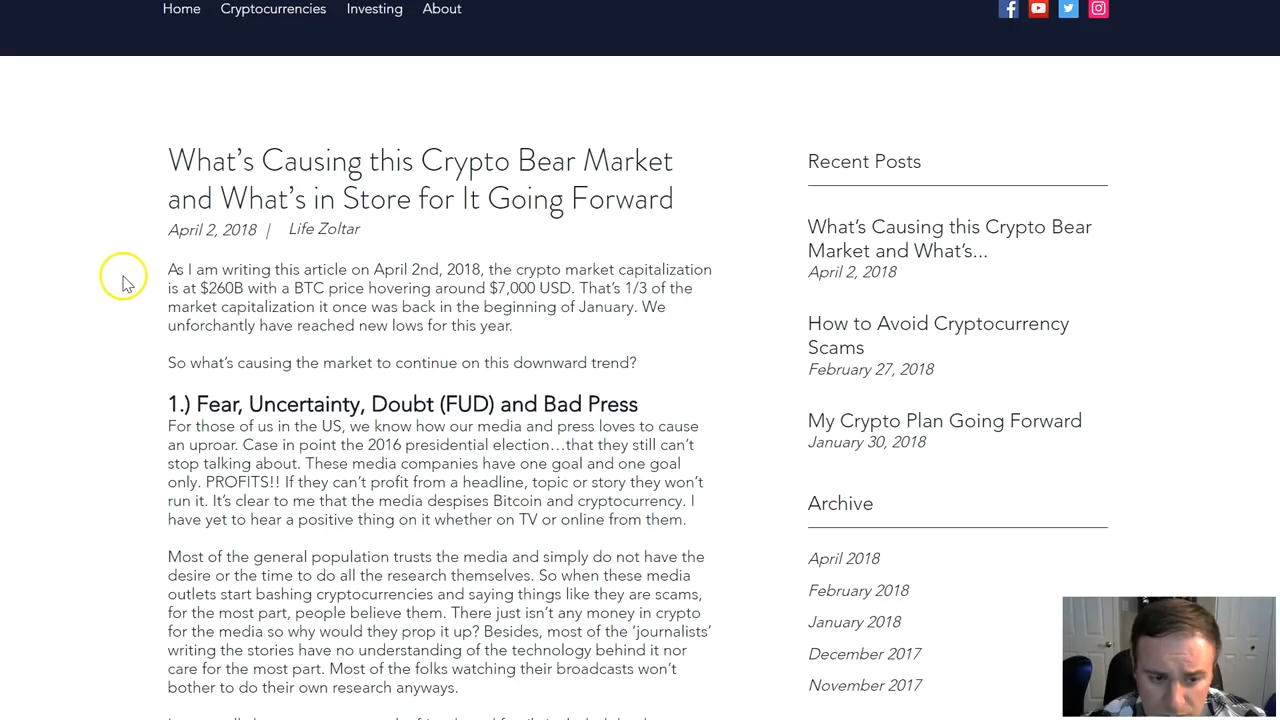 Home Cryptocurrencies Investing About
What's Causing this Crypto Bear Market
and What's in Store for It Going Forward
April 2, 2018 | Life Zoltar
As I am writing this article on April 2nd, 2018, the crypto market capitalization
is at $260B with a BTC price hovering around $7,000 USD. That's 1/3 of the
market capitalization it once was back in the beginning of January. We
unforchantly have reached new lows for this year.
So what's causing the market to continue on this downward trend?
1.) Fear, Uncertainty, Doubt (FUD) and Bad Press
For those of us in the US, we know how our media and press loves to cause
an uproar. Case in point the 2016 presidential election…that they still can't
stop talking about. These media companies have one goal and one goal
only. PROFITS!! If they can't profit from a headline, topic or story they won't
run it. It's clear to me that the media despises Bitcoin and cryptocurrency. I
have yet to hear a positive thing on it whether on TV or online from them.
Most of the general population trusts the media and simply do not have the
desire or the time to do all the research themselves. So when these media
outlets start bashing cryptocurrencies and saying things like they are scams,
for the most part, people believe them. There just isn't any money in crypto
for the media so why would they prop it up? Besides, most of the 'journalists'
writing the stories have no understanding of the technology behind it nor
care for the most part. Most of the folks watching their broadcasts won't
bother to do their own research anyways.
Recent Posts
What's Causing this Crypto Bear
Market and What's...
April 2, 2018
How to Avoid Cryptocurrency
Scams
February 27, 2018
My Crypto Plan Going Forward
January 30, 2018
Archive
April 2018
February 2018
January 2018
December 2017
November 2017